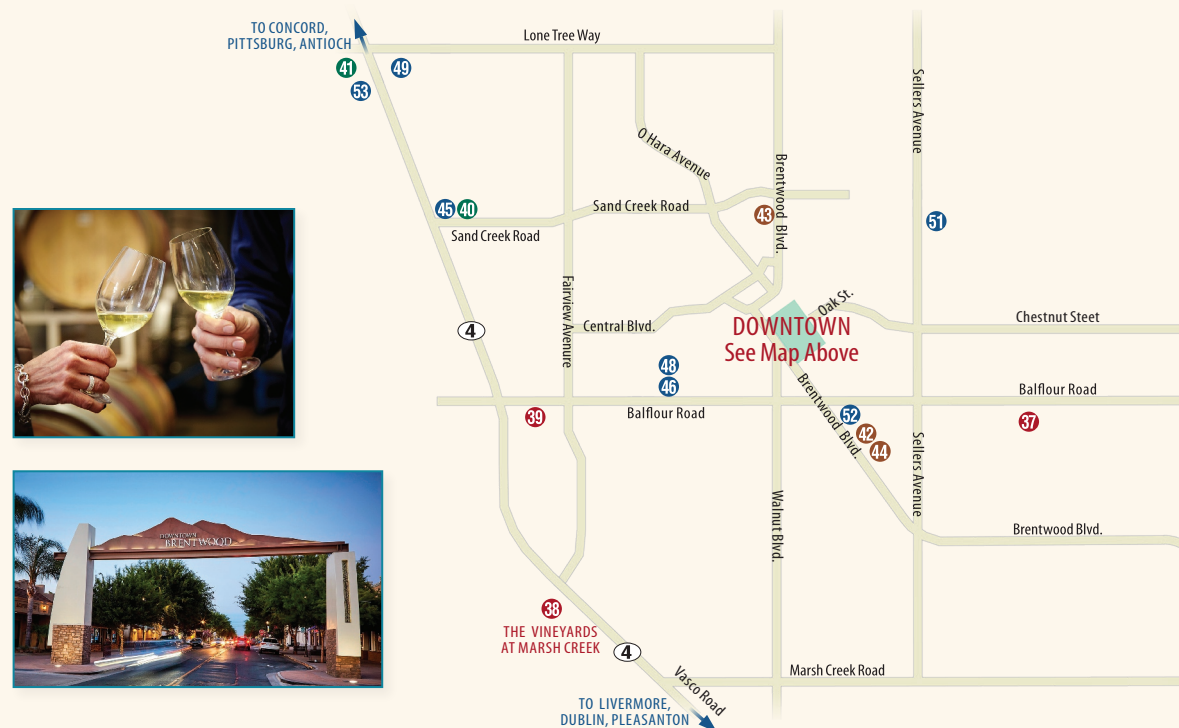 TO CONCORD,
PITTSBURG, ANTIOCH
Lone Tree Way
41
49
53
Sellers Avenue
O Hara Avenue
Brentwood Blvd.
45
40
Sand Creek Road
43
51
Sand Creek Road
Fairview Avenure
4
Central Blvd.
Oak St.
Chestnut Steet
DOWNTOWN
See Map Above
48
46
Balflour Road
Balflour Road
39
37
Brentwood Blvd.
52
42
44
Sellers Avenue
Walnut Blvd.
Brentwood Blvd.
DOWNTOWN
BRENTWOOD
38
THE VINEYARDS
AT MARSH CREEK
4
Marsh Creek Road
Vasco Road
TO LIVERMORE,
DUBLIN, PLEASANTON